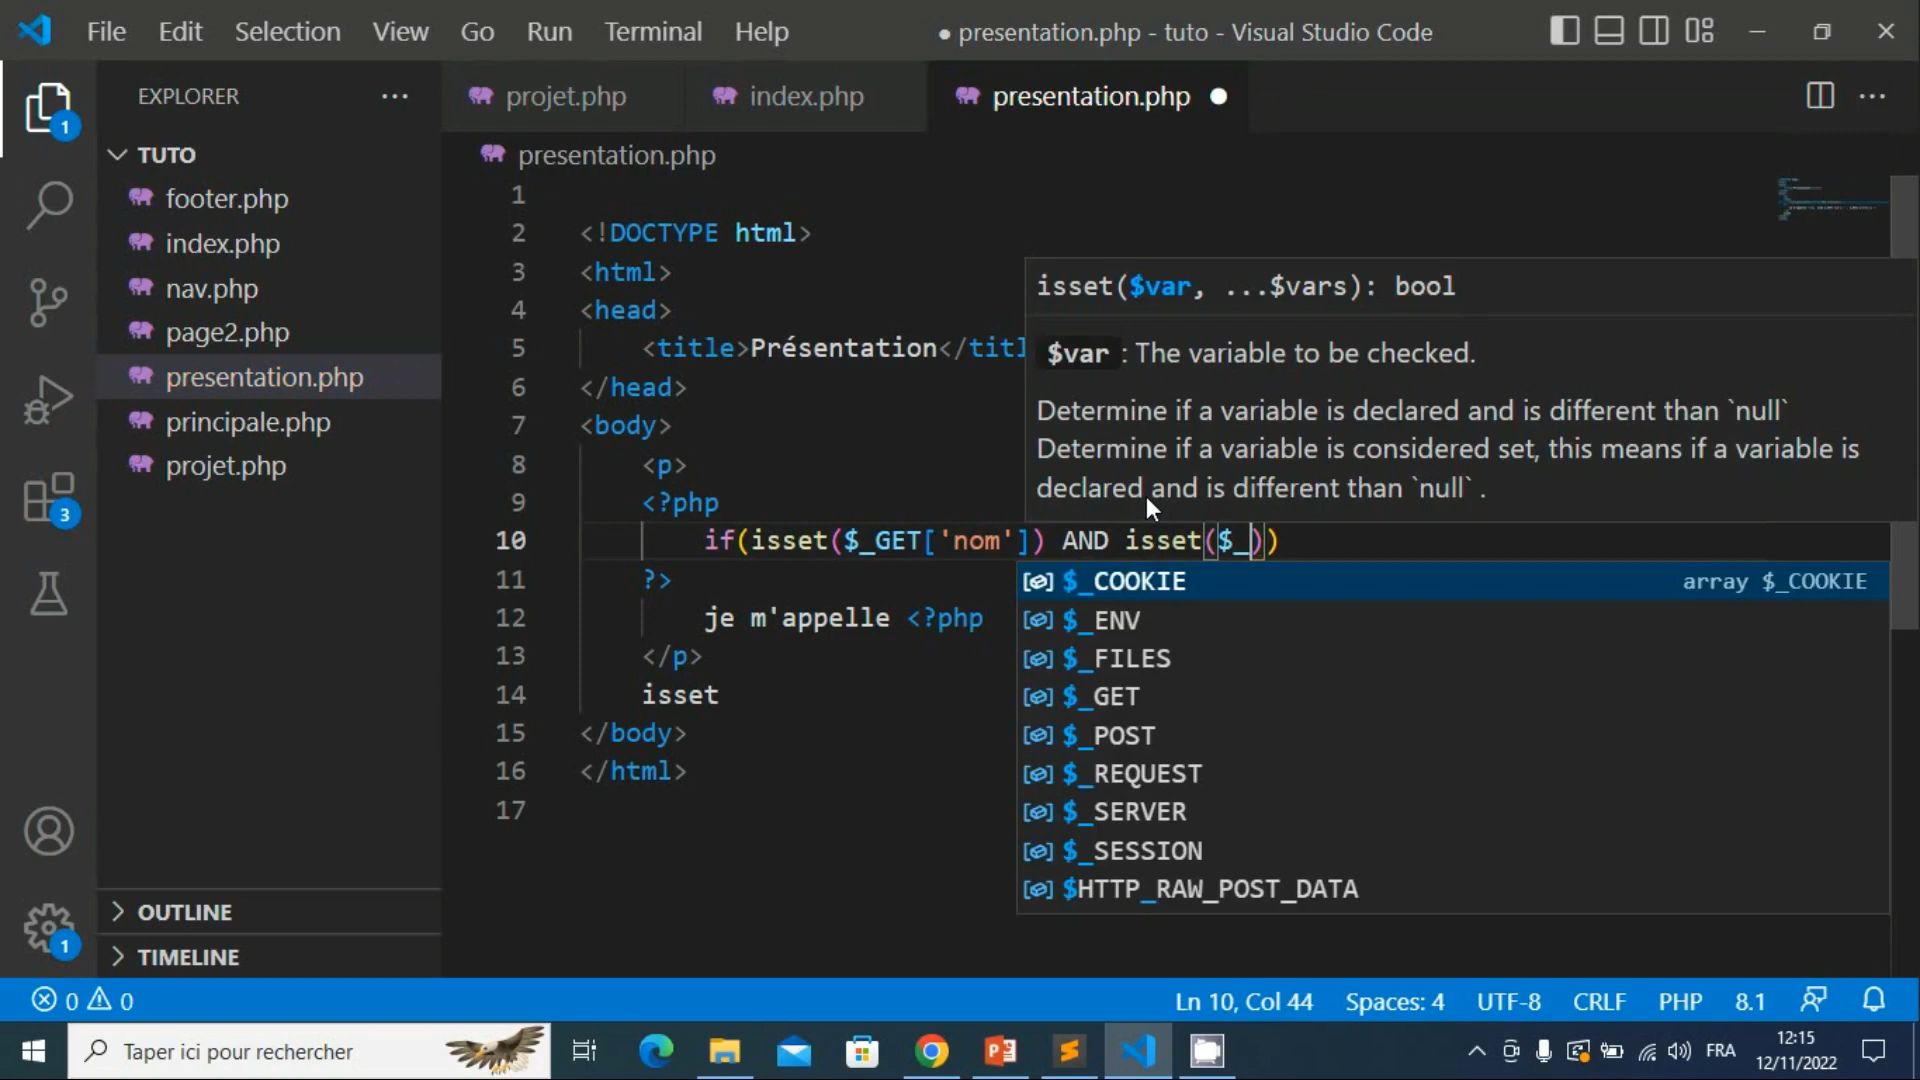 File Edit Selection View Go Run Terminal Help
● presentation.php - tuto - Visual Studio Code
EXPLORER
projet.php
index.php
presentation.php
TUTO
footer.php
index.php
nav.php
page2.php
presentation.php
principale.php
projet.php
OUTLINE
TIMELINE
1
1
3
presentation.php
1
2 <!DOCTYPE html>
3 <html>
4 <head>
5 <title>Présentation</titl
6 </head>
7 <body>
8 <p>
9 <?php
10 if(isset($_GET['nom']) AND isset($_))
11 ?>
12 je m'appelle <?php
13 </p>
14 isset
15 </body>
16 </html>
17
isset($var, ...$vars): bool
$var : The variable to be checked.
Determine if a variable is declared and is different than `null`
Determine if a variable is considered set, this means if a variable is
declared and is different than `null` .
$_COOKIE array $_COOKIE
$_ENV
$_FILES
$_GET
$_POST
$_REQUEST
$_SERVER
$_SESSION
$HTTP_RAW_POST_DATA
0 0
Ln 10, Col 44 Spaces: 4 UTF-8 CRLF PHP 8.1
Taper ici pour rechercher
FRA
12:15
12/11/2022